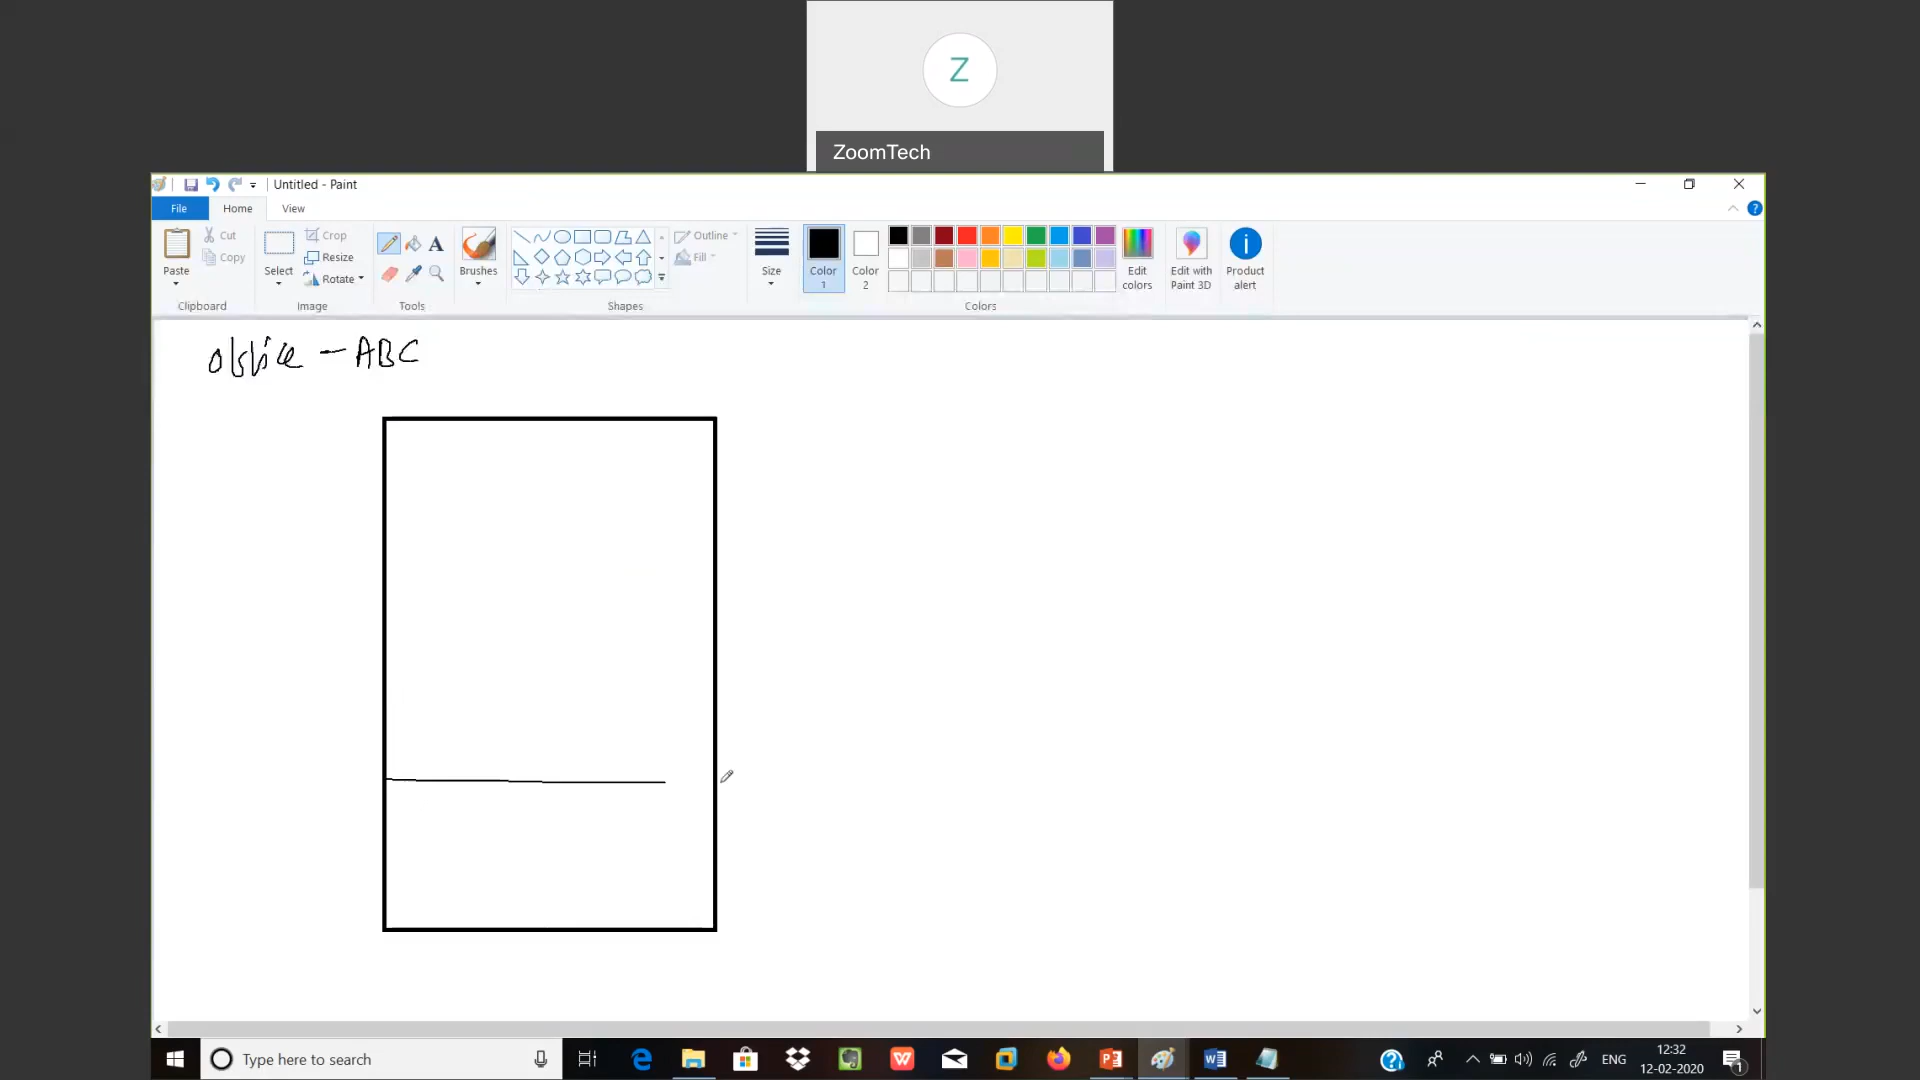 Z
ZoomTech
Untitled - Paint
File Home View
Paste Cut Copy Select Crop Resize Rotate A Brushes Outline Fill Size Color 1 Color 2 Edit colors Edit with Paint 3D Product alert
Clipboard Image Tools Shapes Colors
office - ABC
Type here to search ENG 12:32 12-02-2020 1